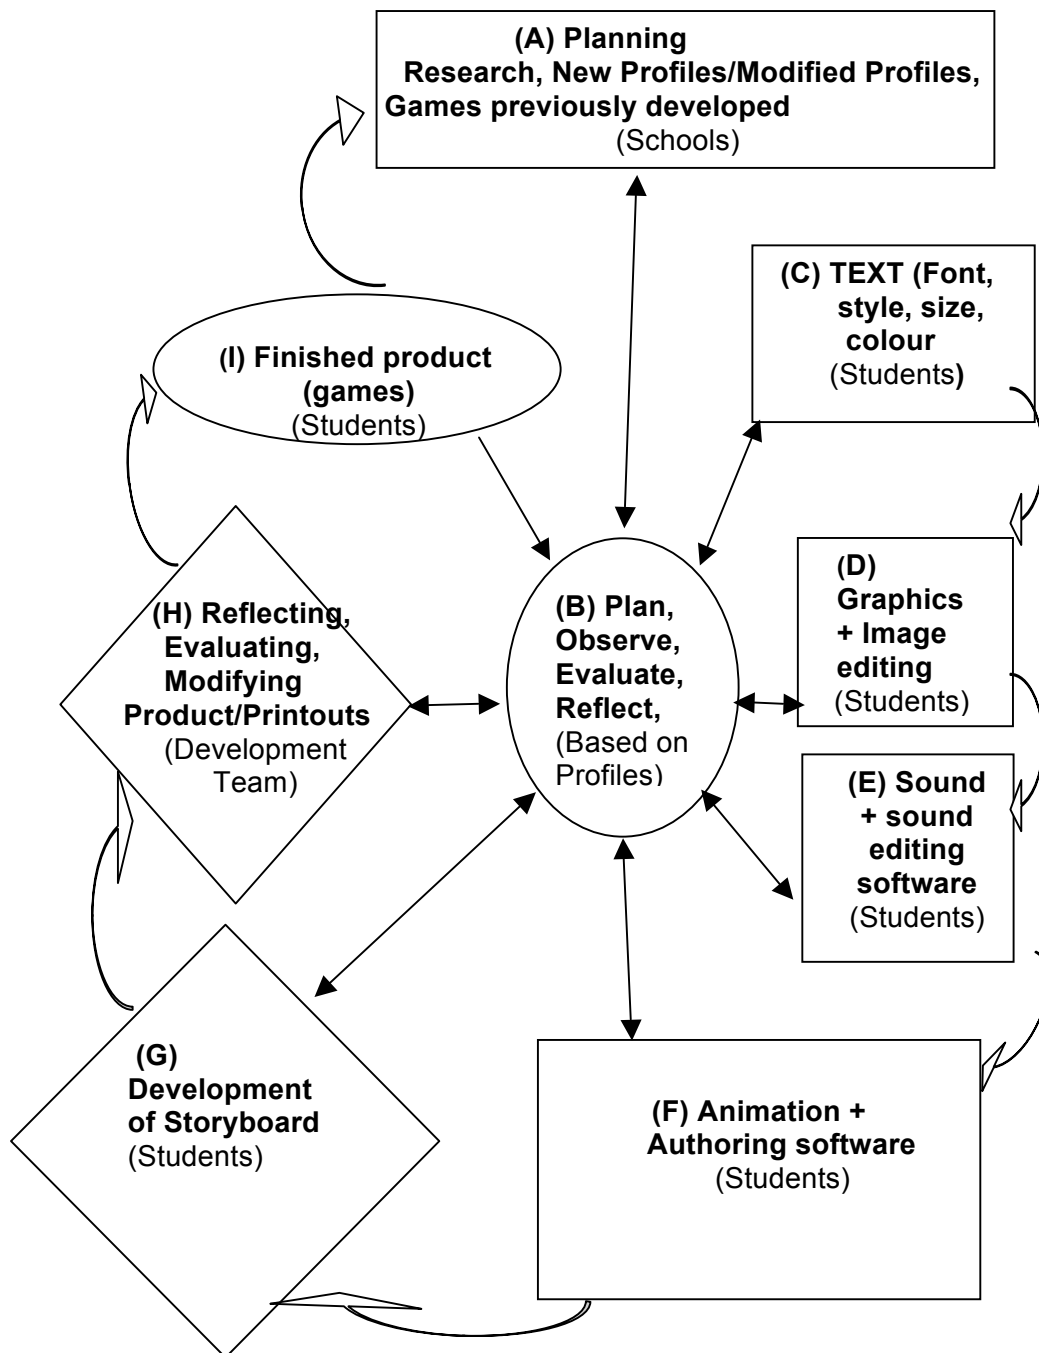 (A) Planning
Research, New Profiles/Modified Profiles,
Games previously developed
(Schools)
(I) Finished product
(games)
(Students)
(C) TEXT (Font,
style, size,
colour
(Students)
(B) Plan,
Observe,
Evaluate,
Reflect,
(Based on
Profiles)
(D)
Graphics
+ Image
editing
(Students)
(H) Reflecting,
Evaluating,
Modifying
Product/Printouts
(Development
Team)
(E) Sound
+ sound
editing
software
(Students)
(G)
Development
of Storyboard
(Students)
(F) Animation +
Authoring software
(Students)